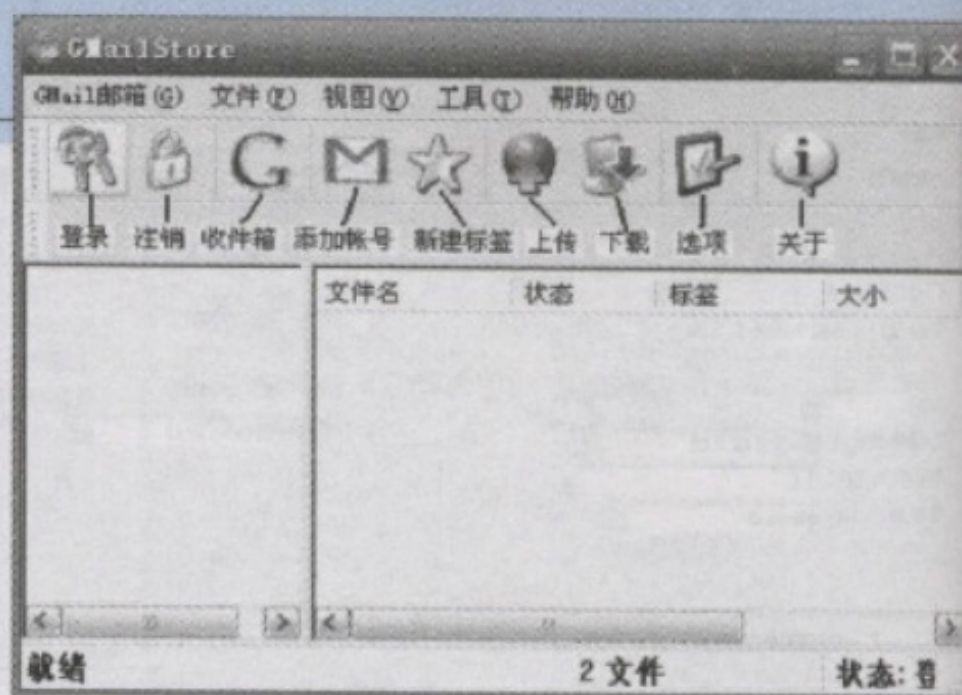 GMailStore
GMail邮箱(G) 文件(F) 视图(V) 工具(T) 帮助(H)
登录 注销 收件箱 添加帐号 新建标签 上传 下载 选项 关于
文件名 状态 标签 大小
就绪 2 文件 状态: